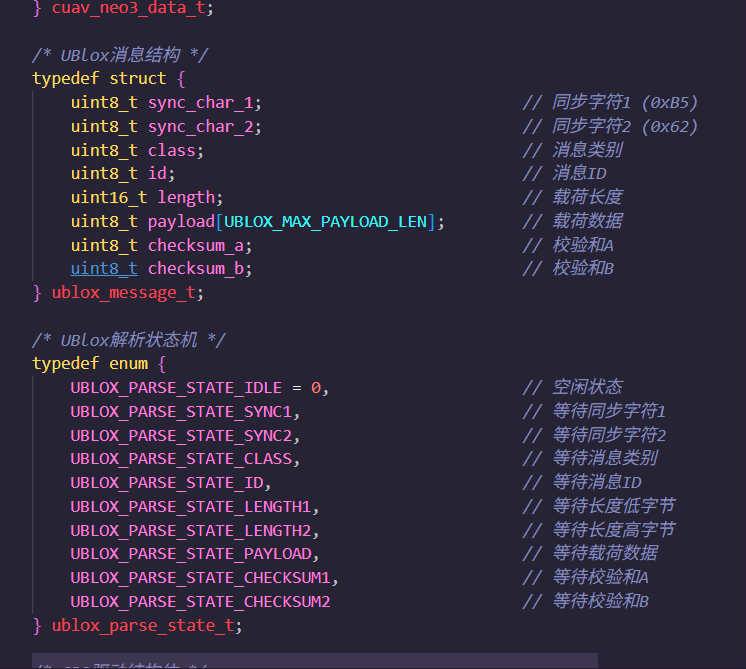 } cuav_neo3_data_t;
/* UBlox消息结构 */
typedef struct {
uint8_t sync_char_1; // 同步字符1 (0xB5)
uint8_t sync_char_2; // 同步字符2 (0x62)
uint8_t class; // 消息类别
uint8_t id; // 消息ID
uint16_t length; // 载荷长度
uint8_t payload[UBLOX_MAX_PAYLOAD_LEN]; // 载荷数据
uint8_t checksum_a; // 校验和A
uint8_t checksum_b; // 校验和B
} ublox_message_t;
/* UBlox解析状态机 */
typedef enum {
UBLOX_PARSE_STATE_IDLE = 0, // 空闲状态
UBLOX_PARSE_STATE_SYNC1, // 等待同步字符1
UBLOX_PARSE_STATE_SYNC2, // 等待同步字符2
UBLOX_PARSE_STATE_CLASS, // 等待消息类别
UBLOX_PARSE_STATE_ID, // 等待消息ID
UBLOX_PARSE_STATE_LENGTH1, // 等待长度低字节
UBLOX_PARSE_STATE_LENGTH2, // 等待长度高字节
UBLOX_PARSE_STATE_PAYLOAD, // 等待载荷数据
UBLOX_PARSE_STATE_CHECKSUM1, // 等待校验和A
UBLOX_PARSE_STATE_CHECKSUM2 // 等待校验和B
} ublox_parse_state_t;